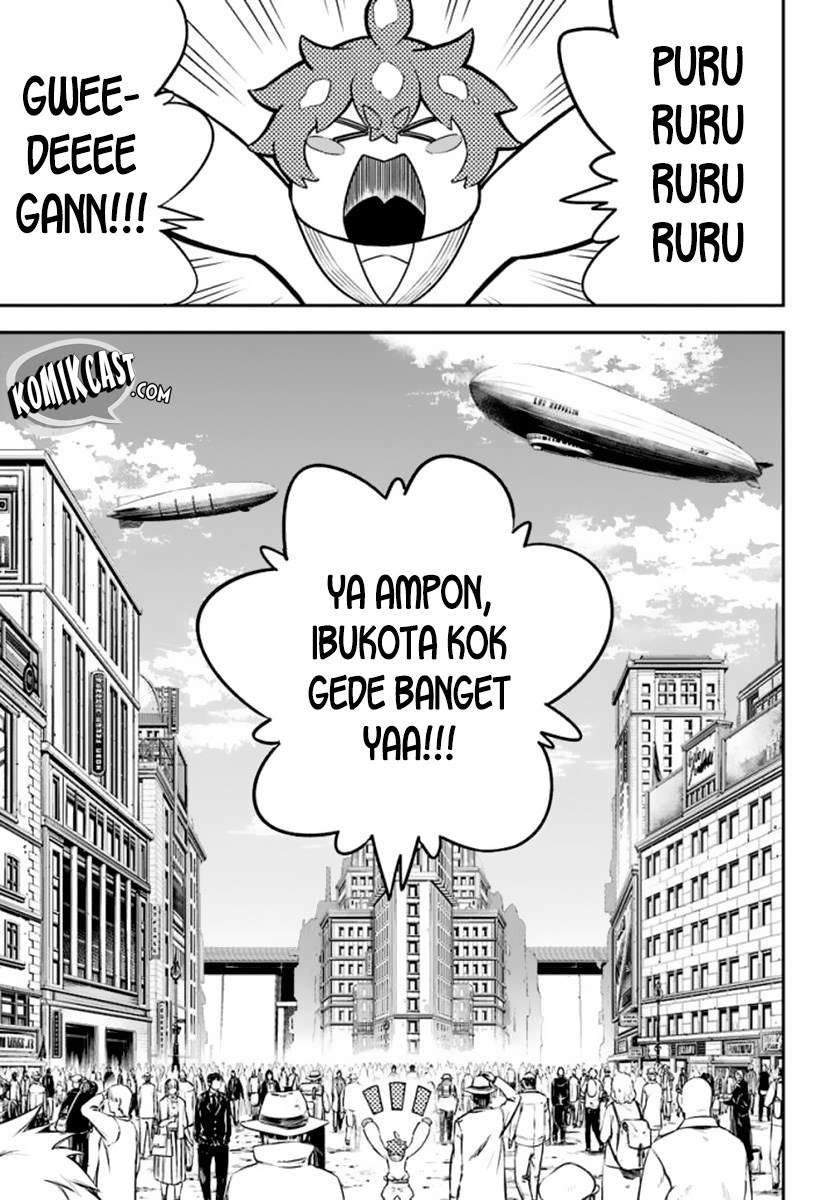 PURU
RURU
RURU
RURU
GWEE-
DEEEE
GANN!!!
KOMIKCAST
.COM
YA AMPON,
IBUKOTA KOK
GEDE BANGET
YAA!!!